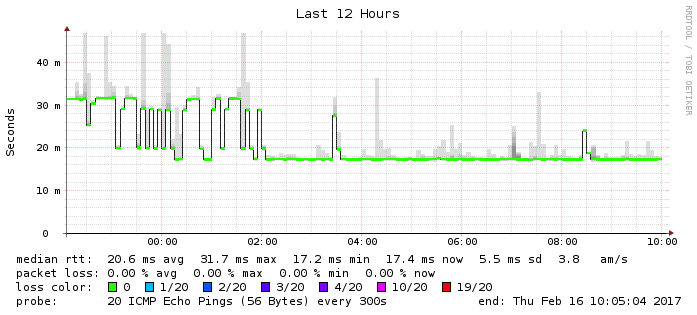 Last 12 Hours
RRDTOOL / TOBI OETIKER
Seconds
40 m
30 m
20 m
10 m
0
00:00 02:00 04:00 06:00 08:00 10:00
median rtt: 20.6 ms avg 31.7 ms max 17.2 ms min 17.4 ms now 5.5 ms sd 3.8 am/s
packet loss: 0.00 % avg 0.00 % max 0.00 % min 0.00 % now
loss color: 0 1/20 2/20 3/20 4/20 10/20 19/20
probe: 20 ICMP Echo Pings (56 Bytes) every 300s end: Thu Feb 16 10:05:04 2017